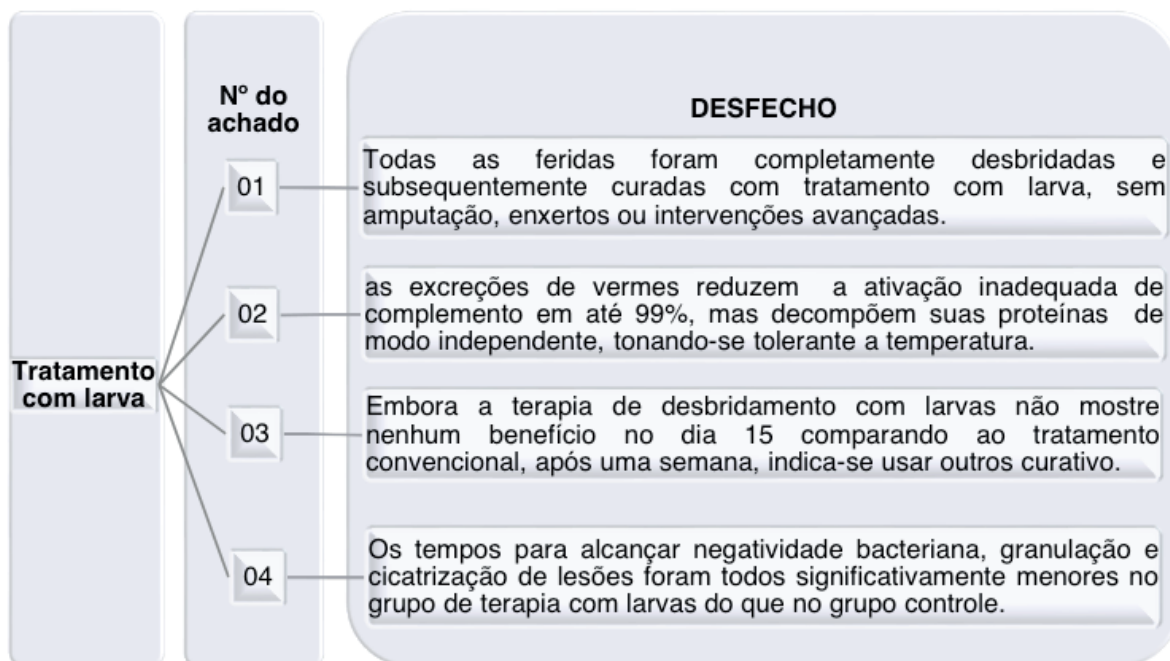 Nº do
achado
DESFECHO
Tratamento
com larva
01
Todas as feridas foram completamente desbridadas e
subsequentemente curadas com tratamento com larva, sem
amputação, enxertos ou intervenções avançadas.
02
as excreções de vermes reduzem a ativação inadequada de
complemento em até 99%, mas decompõem suas proteínas de
modo independente, tonando-se tolerante a temperatura.
03
Embora a terapia de desbridamento com larvas não mostre
nenhum benefício no dia 15 comparando ao tratamento
convencional, após uma semana, indica-se usar outros curativo.
04
Os tempos para alcançar negatividade bacteriana, granulação e
cicatrização de lesões foram todos significativamente menores no
grupo de terapia com larvas do que no grupo controle.